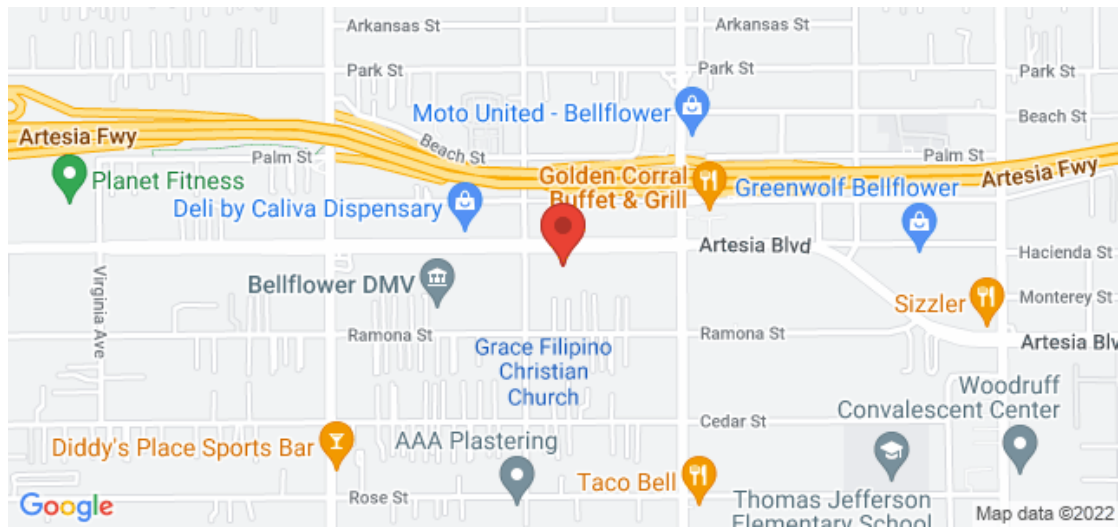 Arkansas St
Arkansas St
Park St
Park St
Park St
Moto United - Bellflower
Beach St
Artesia Fwy
Beach St
Palm St
Palm St
Artesia Fwy
Planet Fitness
Golden Corral
Buffet & Grill
Greenwolf Bellflower
Deli by Caliva Dispensary
Artesia Blvd
Hacienda St
Virginia Ave
Bellflower DMV
Monterey St
Sizzler
Ramona St
Ramona St
Artesia Blv
Grace Filipino
Christian
Church
Woodruff
Convalescent Center
Cedar St
Diddy's Place Sports Bar
AAA Plastering
Taco Bell
Rose St
Thomas Jefferson
Elementary School
Google
Map data ©2022